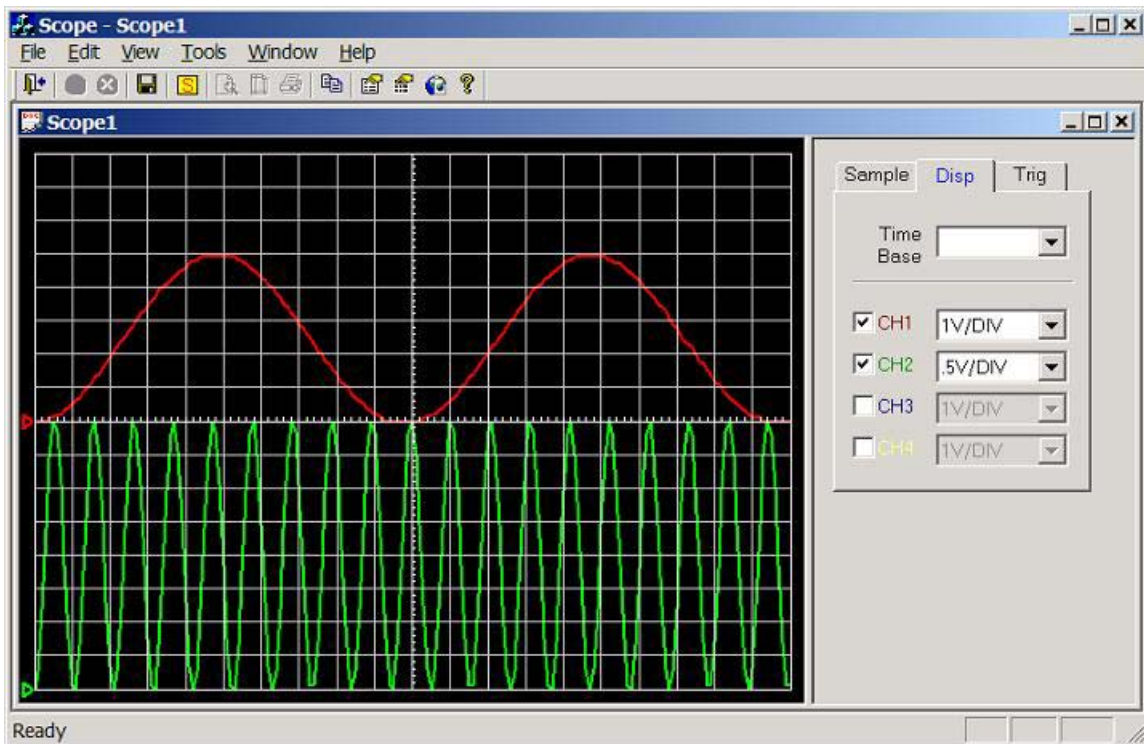 Scope - Scope1
File Edit View Tools Window Help
S
Scope1
Sample Disp Trig
Time
Base
CH1 1V/DIV
CH2 .5V/DIV
CH3 1V/DIV
CH4 1V/DIV
Ready